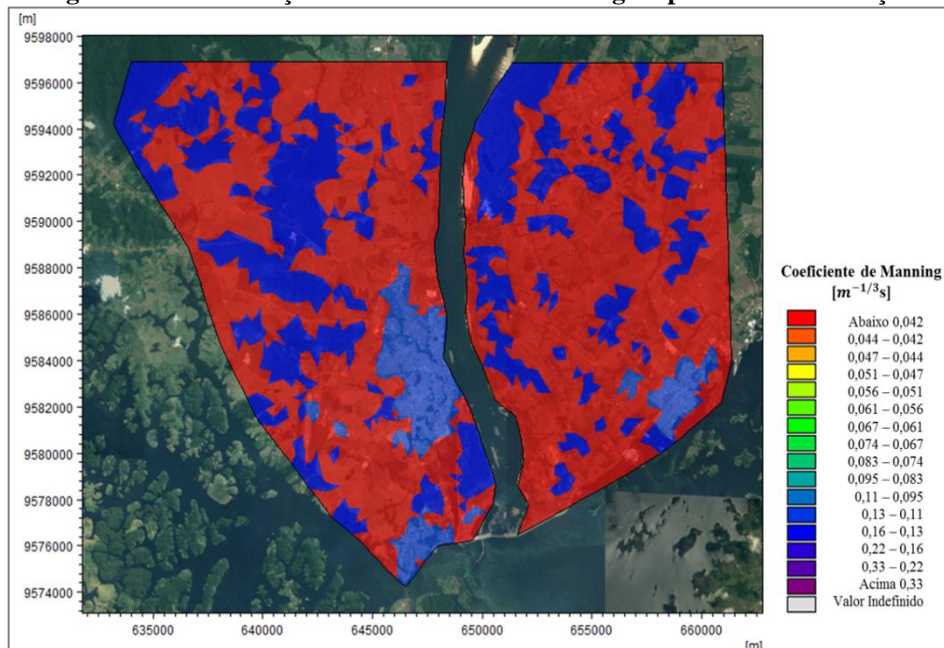 [m]
9598000
9596000
9594000
9592000
9590000
9588000
9586000
9584000
9582000
9580000
9578000
9576000
9574000
635000 640000 645000 650000 655000 660000
[m]
Coeficiente de Manning
[m^{-1/3}s]
Abaixo 0,042
0,044 – 0,042
0,047 – 0,044
0,051 – 0,047
0,056 – 0,051
0,061 – 0,056
0,067 – 0,061
0,074 – 0,067
0,083 – 0,074
0,095 – 0,083
0,11 – 0,095
0,13 – 0,11
0,16 – 0,13
0,22 – 0,16
0,33 – 0,22
Acima 0,33
Valor Indefinido